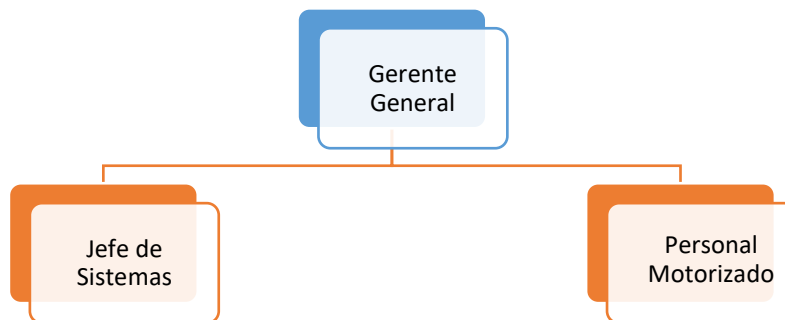 Gerente
General
Jefe de
Sistemas
Personal
Motorizado